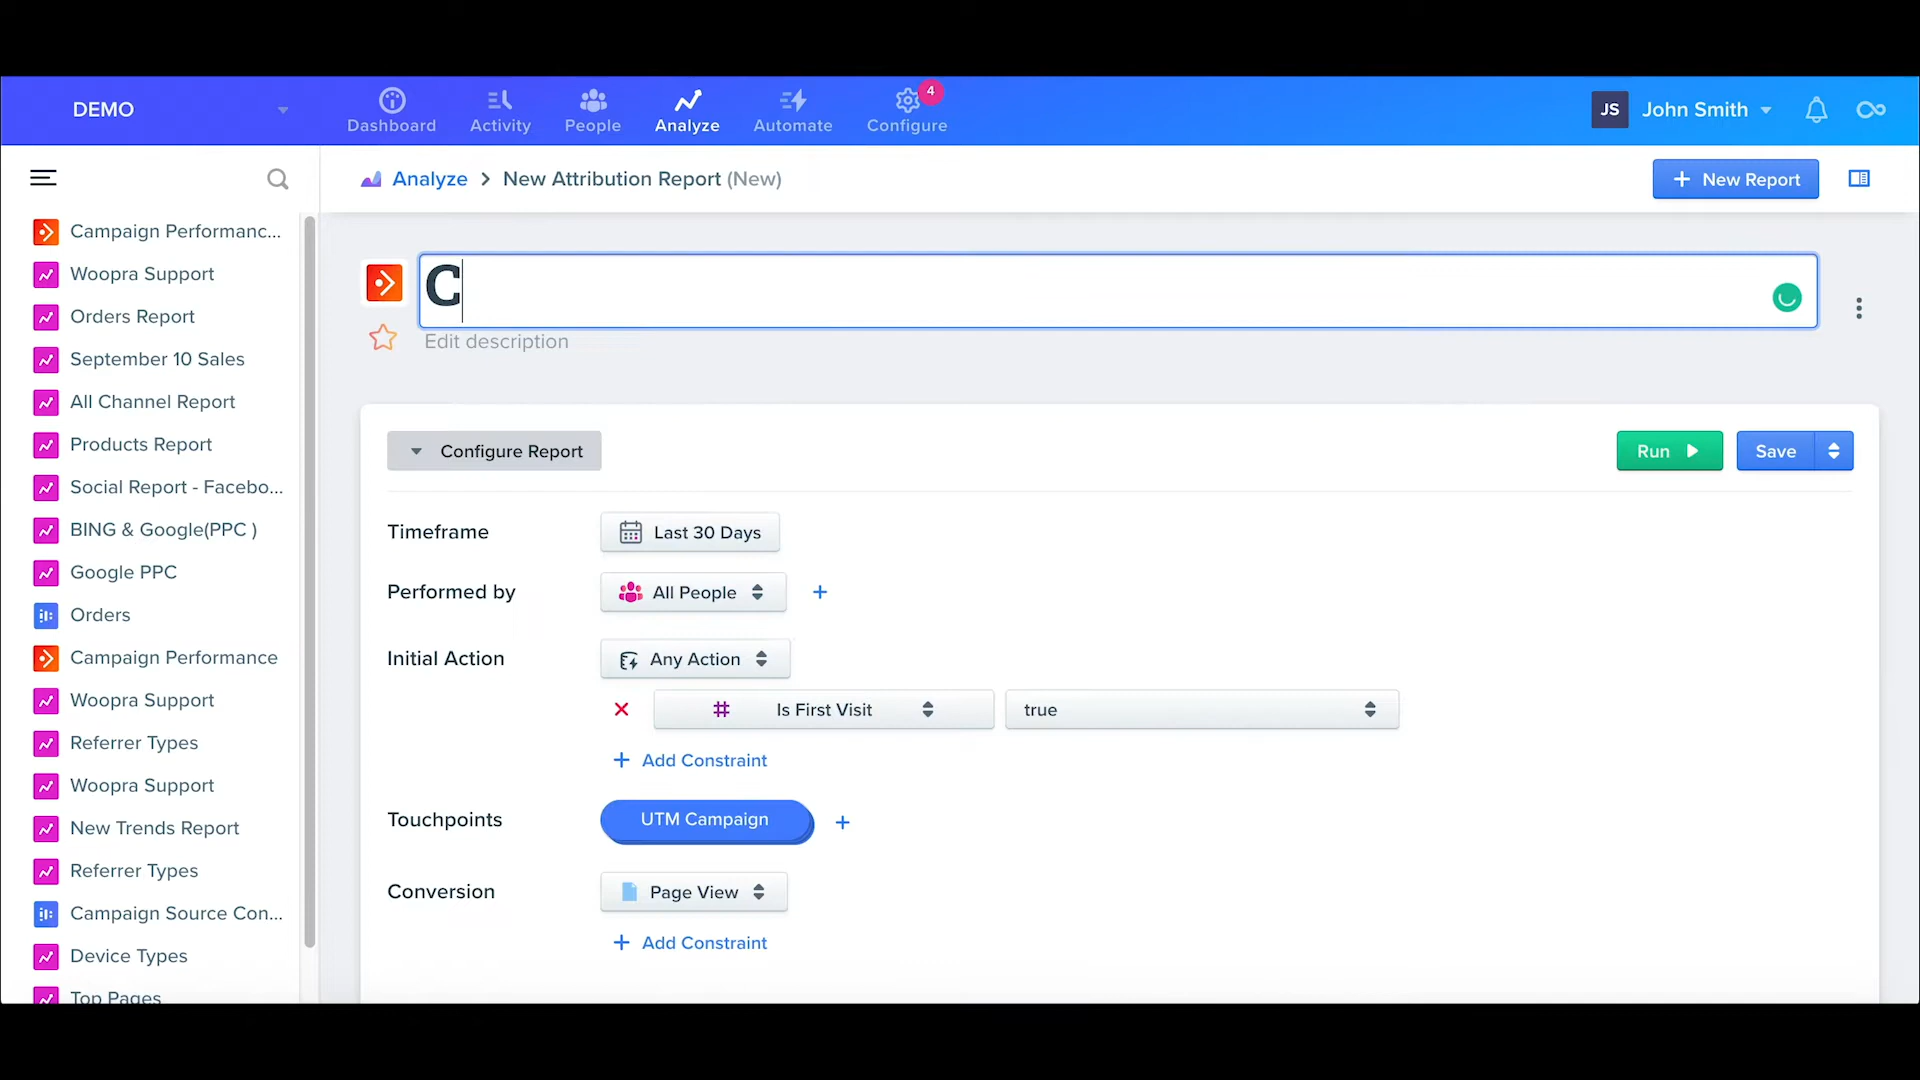 DEMO
Dashboard
Activity
People
Analyze
Automate
4
Configure
JS
John Smith
Analyze > New Attribution Report (New)
+ New Report
Campaign Performanc...
Woopra Support
Orders Report
September 10 Sales
All Channel Report
Products Report
Social Report - Facebo...
BING & Google(PPC )
Google PPC
Orders
Campaign Performance
Woopra Support
Referrer Types
Woopra Support
New Trends Report
Referrer Types
Campaign Source Con...
Device Types
Top Pages
C
Edit description
Configure Report
Run
Save
Timeframe
Last 30 Days
Performed by
All People
+
Initial Action
Any Action
# Is First Visit
true
+ Add Constraint
Touchpoints
UTM Campaign
+
Conversion
Page View
+ Add Constraint